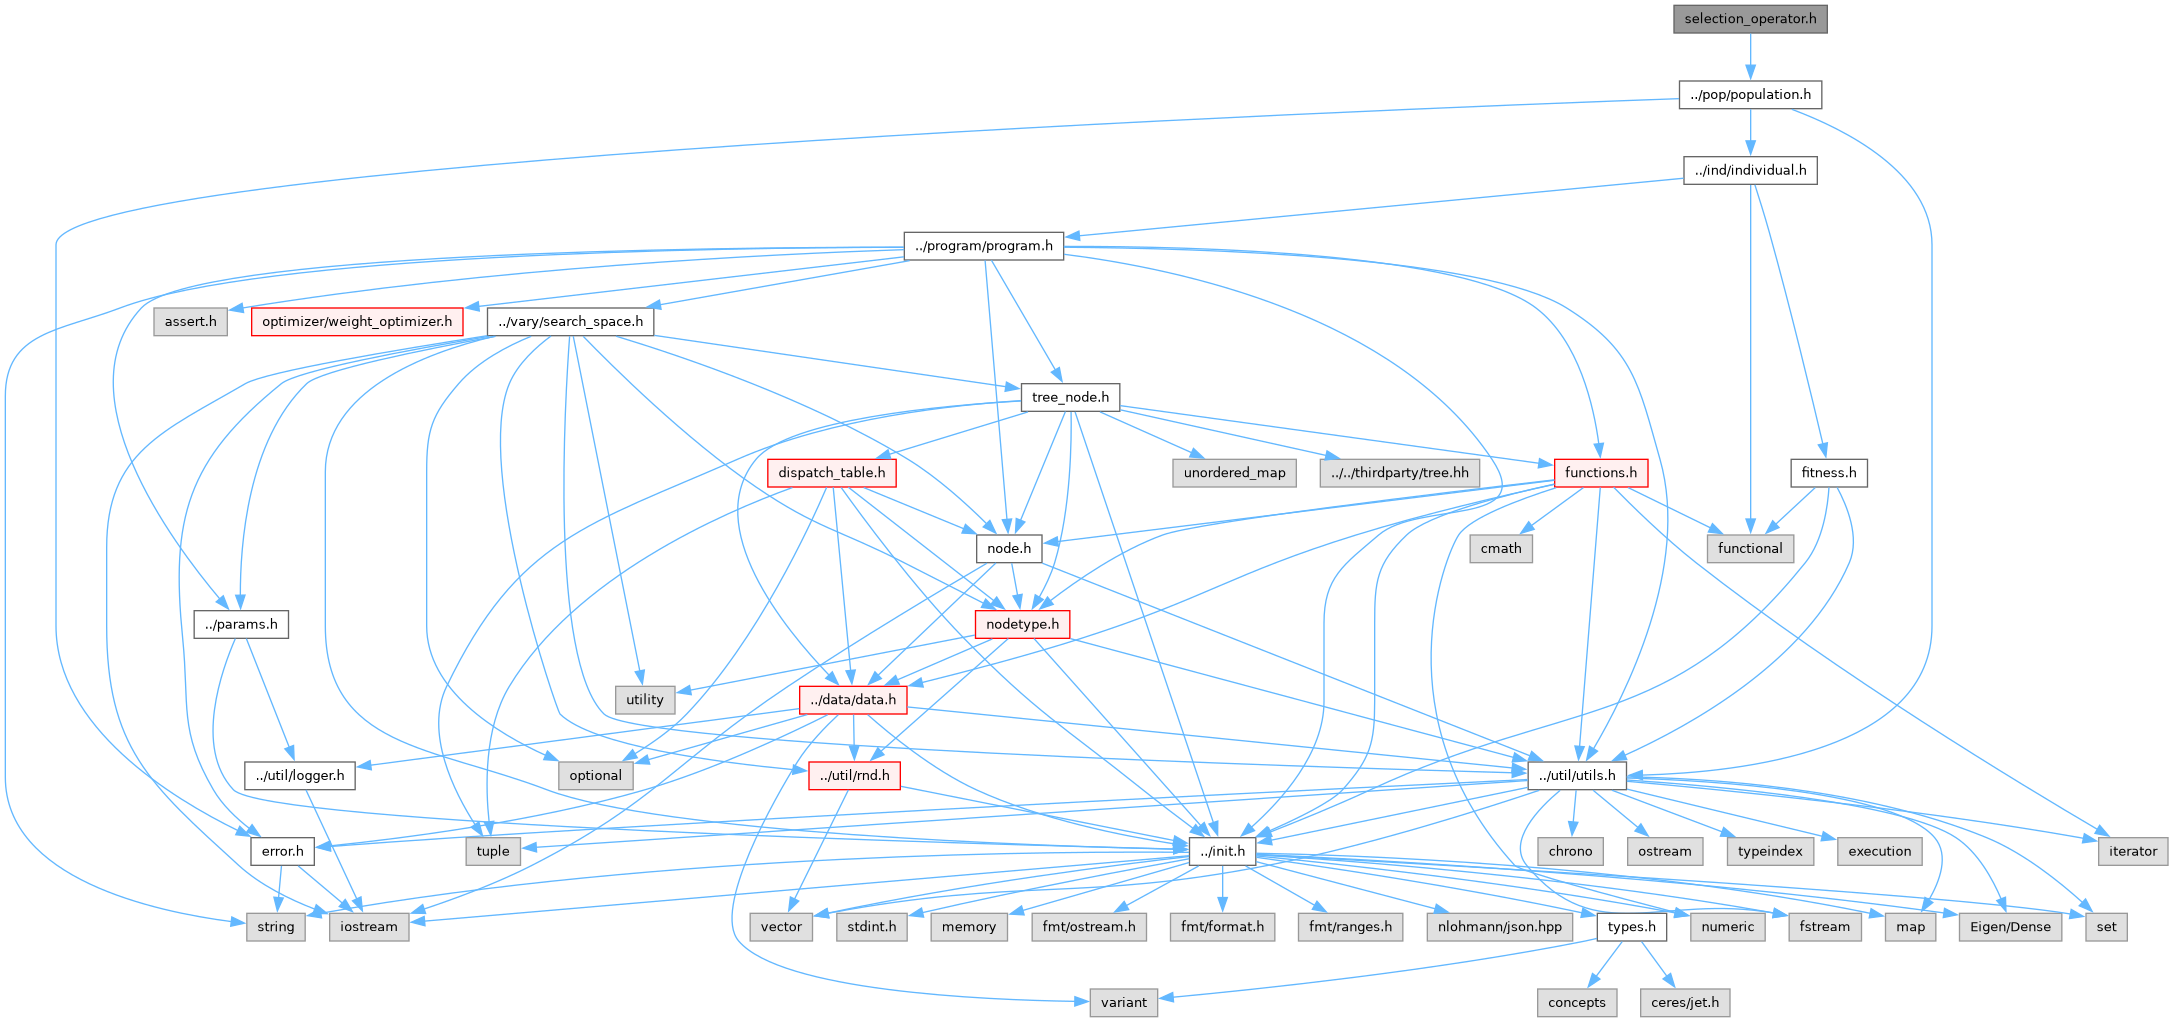 selection_operator.h
../pop/population.h
../ind/individual.h
../program/program.h
assert.h
optimizer/weight_optimizer.h
../vary/search_space.h
tree_node.h
dispatch_table.h
unordered_map
../../thirdparty/tree.hh
functions.h
fitness.h
node.h
cmath
functional
../params.h
nodetype.h
utility
../data/data.h
../util/logger.h
optional
../util/rnd.h
../util/utils.h
error.h
tuple
../init.h
chrono
ostream
typeindex
execution
iterator
string
iostream
vector
stdint.h
memory
fmt/ostream.h
fmt/format.h
fmt/ranges.h
nlohmann/json.hpp
types.h
numeric
fstream
map
Eigen/Dense
set
variant
concepts
ceres/jet.h